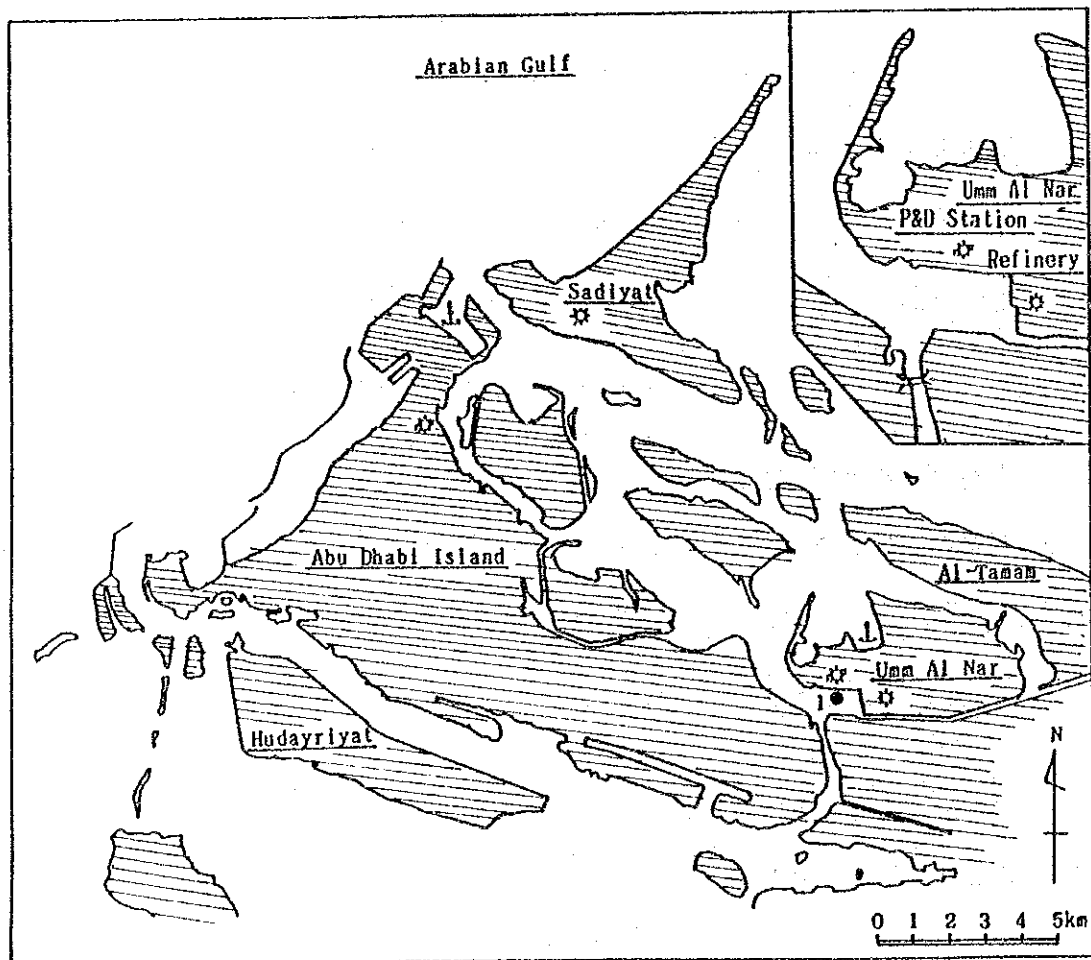 Arabian Gulf
Umm Al Nar
P&D Station
Refinery
Sadiyat
Abu Dhabi Island
Al-Tamam
Umm Al Nar
1
Hudayriyat
N
0 1 2 3 4 5km